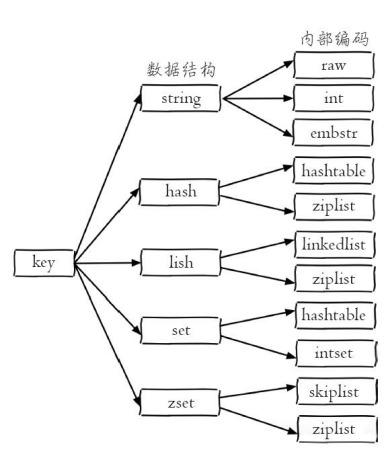 内部编码
数据结构
raw
string
int
embstr
hashtable
hash
ziplist
linkedlist
key
lish
ziplist
hashtable
set
intset
skiplist
zset
ziplist